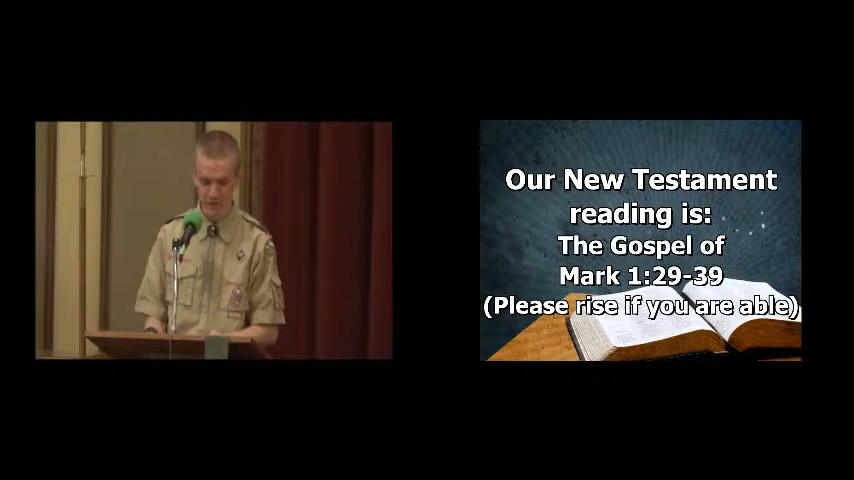 Our New Testament
reading is:
The Gospel of
Mark 1:29-39
(Please rise if you are able)